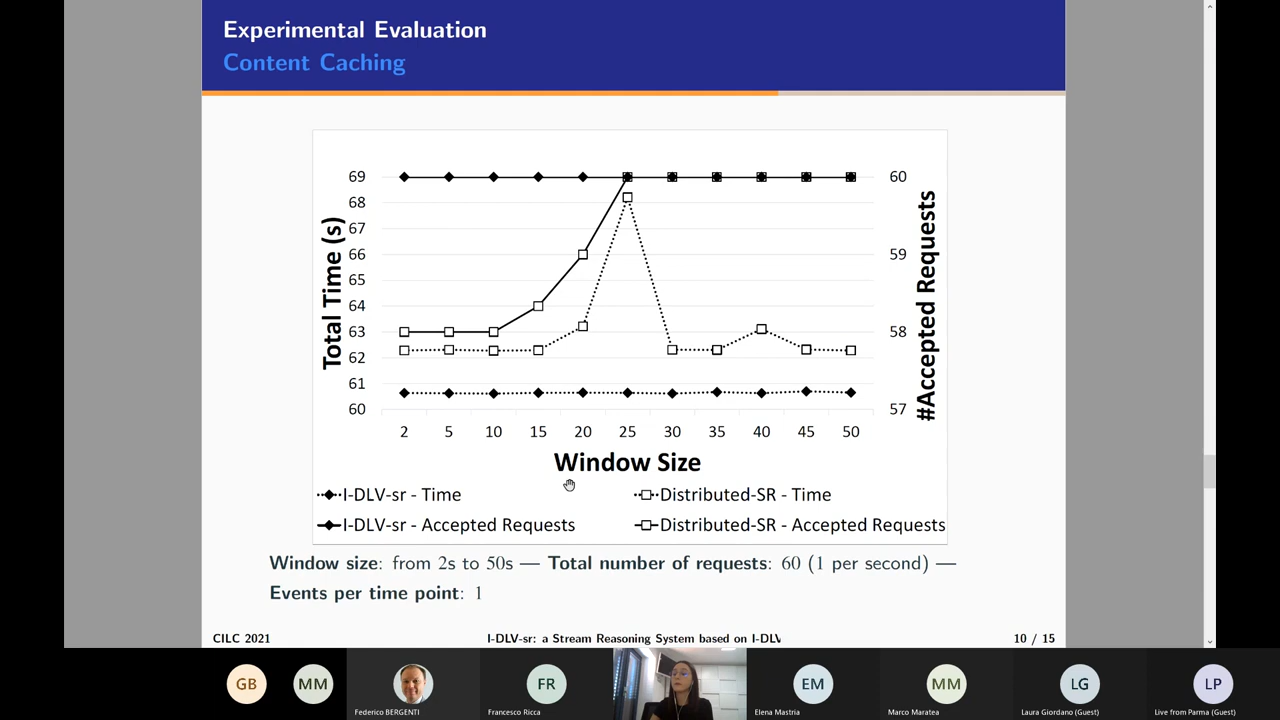 Experimental Evaluation
Content Caching
69
68
67
66
65
64
63
62
61
60
Total Time (s)
60
59
58
57
#Accepted Requests
2 5 10 15 20 25 30 35 40 45 50
Window Size
I-DLV-sr - Time
Distributed-SR - Time
I-DLV-sr - Accepted Requests
Distributed-SR - Accepted Requests
Window size: from 2s to 50s — Total number of requests: 60 (1 per second) —
Events per time point: 1
CILC 2021 I-DLV-sr: a Stream Reasoning System based on I-DLV 10 / 15
GB MM FR EM MM LG LP
Federico BERGENTI Francesco Ricca Elena Mastria Marco Maratea Laura Giordano (Guest) Live from Parma (Guest)